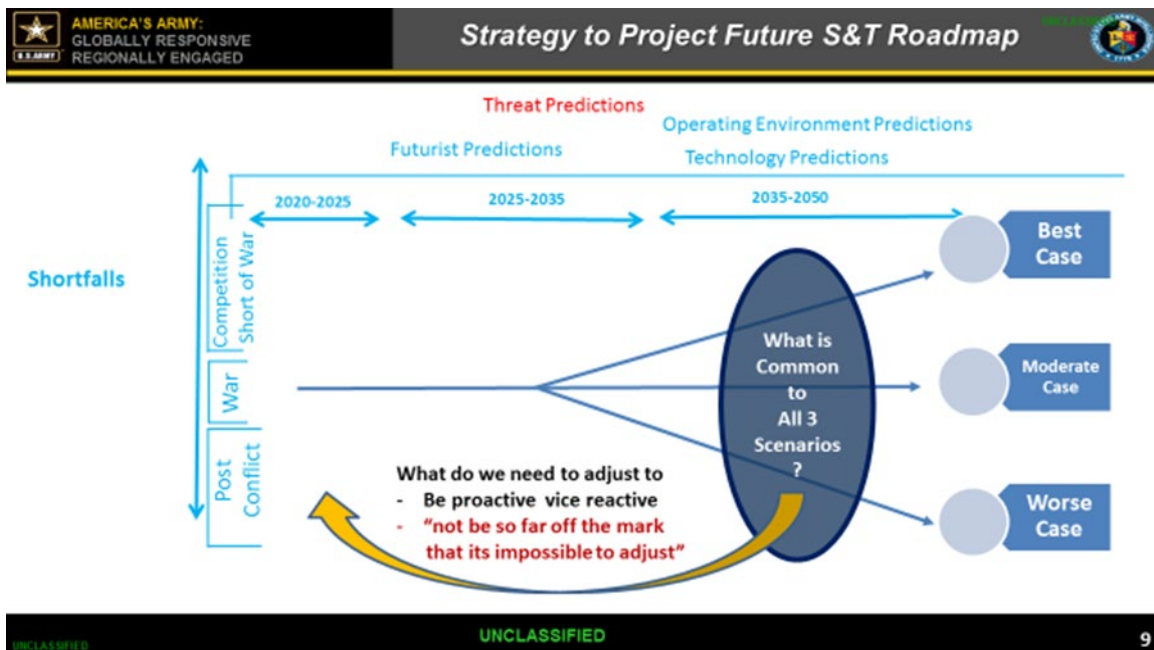 AMERICA'S ARMY:
GLOBALLY RESPONSIVE
REGIONALLY ENGAGED
U.S.ARMY
Strategy to Project Future S&T Roadmap
UNCLASSIFIED
Threat Predictions
Operating Environment Predictions
Futurist Predictions
Technology Predictions
2020-2025
2025-2035
2035-2050
Shortfalls
Competition
Short of War
War
Post
Conflict
Best
Case
Moderate
Case
Worse
Case
What is
Common
to
All 3
Scenarios
?
What do we need to adjust to
- Be proactive vice reactive
- “not be so far off the mark
that its impossible to adjust”
UNCLASSIFIED
UNCLASSIFIED
9